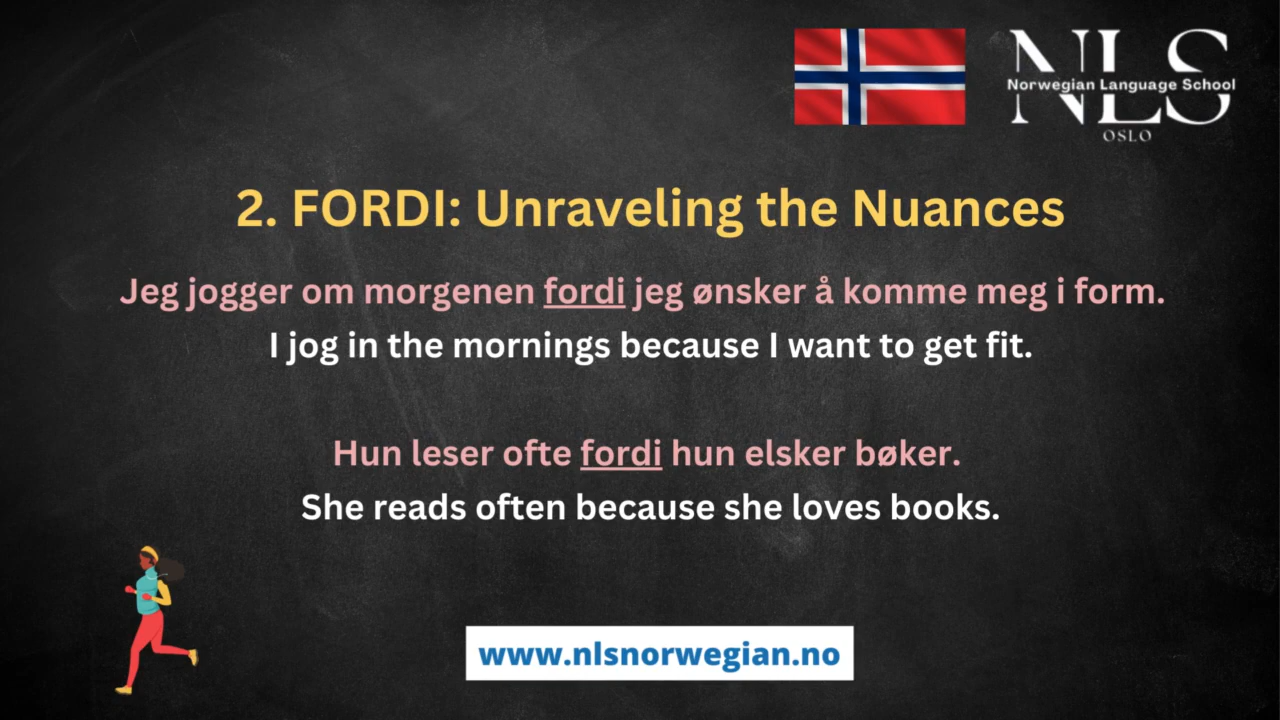 NLS
Norwegian Language School
OSLO
2. FORDI: Unraveling the Nuances
Jeg jogger om morgenen fordi jeg ønsker å komme meg i form.
I jog in the mornings because I want to get fit.
Hun leser ofte fordi hun elsker bøker.
She reads often because she loves books.
www.nlsnorwegian.no